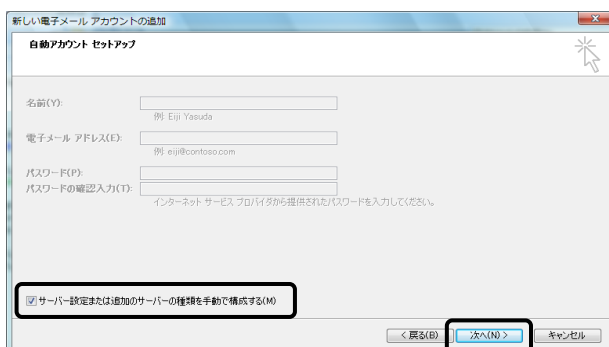 新しい電子メール アカウントの追加
自動アカウント セットアップ
名前(Y):
例: Eiji Yasuda
電子メール アドレス(E):
例: eiji@contoso.com
パスワード(P):
パスワードの確認入力(T):
インターネット サービス プロバイダから提供されたパスワードを入力してください。
サーバー設定または追加のサーバーの種類を手動で構成する(M)
< 戻る(B) 次へ(N) > キャンセル